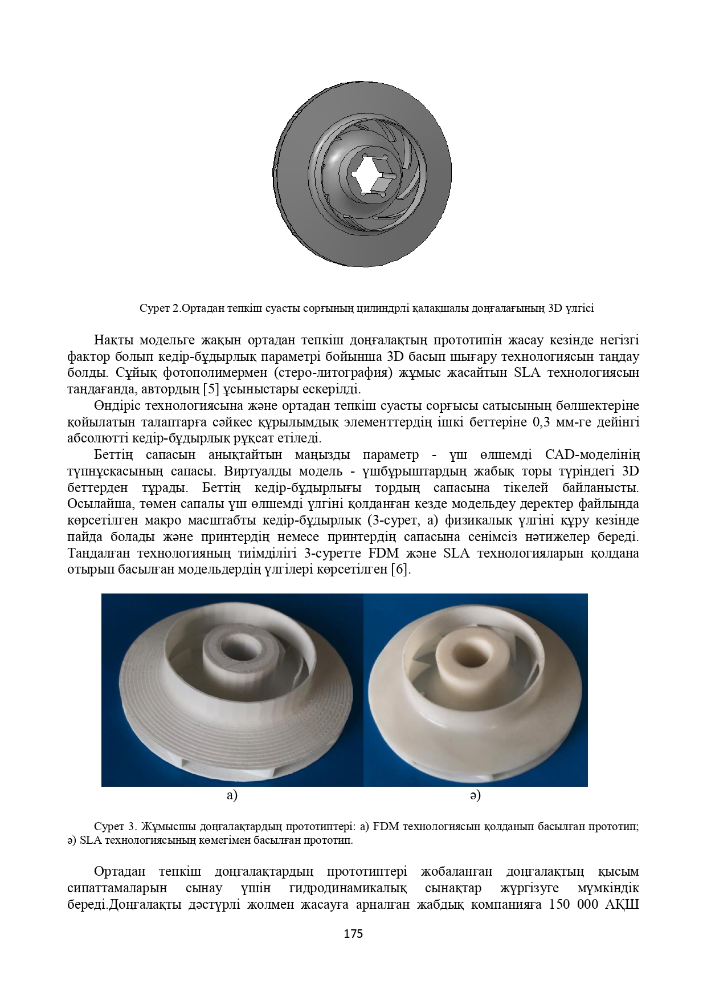 Сурет 2.Ортадан тепкіш суасты сорғының цилиндрлі қалақшалы доңғалағының 3D үлгісі
Нақты модельге жақын ортадан тепкіш доңғалақтың прототипін жасау кезінде негізгі
фактор болып кедір-бұдырлық параметрі бойынша 3D басып шығару технологиясын таңдау
болды. Сұйық фотополимермен (стеро-литография) жұмыс жасайтын SLA технологиясын
таңдағанда, автордың [5] ұсыныстары ескерілді.
Өндіріс технологиясына және ортадан тепкіш суасты сорғысы сатысының бөлшектеріне
қойылатын талаптарға сәйкес құрылымдық элементтердің ішкі беттеріне 0,3 мм-ге дейінгі
абсолютті кедір-бұдырлық рұқсат етіледі.
Беттің сапасын анықтайтын маңызды параметр - үш өлшемді CAD-моделінің
түпнұсқасының сапасы. Виртуалды модель - үшбұрыштардың жабық торы түріндегі 3D
беттерден тұрады. Беттің кедір-бұдырлығы тордың сапасына тікелей байланысты.
Осылайша, төмен сапалы үш өлшемді үлгіні қолданған кезде модельдеу деректер файлында
көрсетілген макро масштабты кедір-бұдырлық (3-сурет, а) физикалық үлгіні құру кезінде
пайда болады және принтердің немесе принтердің сапасына сенімсіз нәтижелер береді.
Таңдалған технологияның тиімділігі 3-суретте FDM және SLA технологияларын қолдана
отырып басылған модельдердің үлгілері көрсетілген [6].
а) ә)
Сурет 3. Жұмысшы доңғалақтардың прототиптері: а) FDM технологиясын қолданып басылған прототип;
ә) SLA технологиясының көмегімен басылған прототип.
Ортадан тепкіш доңғалақтардың прототиптері жобаланған доңғалақтың қысым
сипаттамаларын сынау үшін гидродинамикалық сынақтар жүргізуге мүмкіндік
береді.Доңғалақты дәстүрлі жолмен жасауға арналған жабдық компанияға 150 000 АҚШ
175